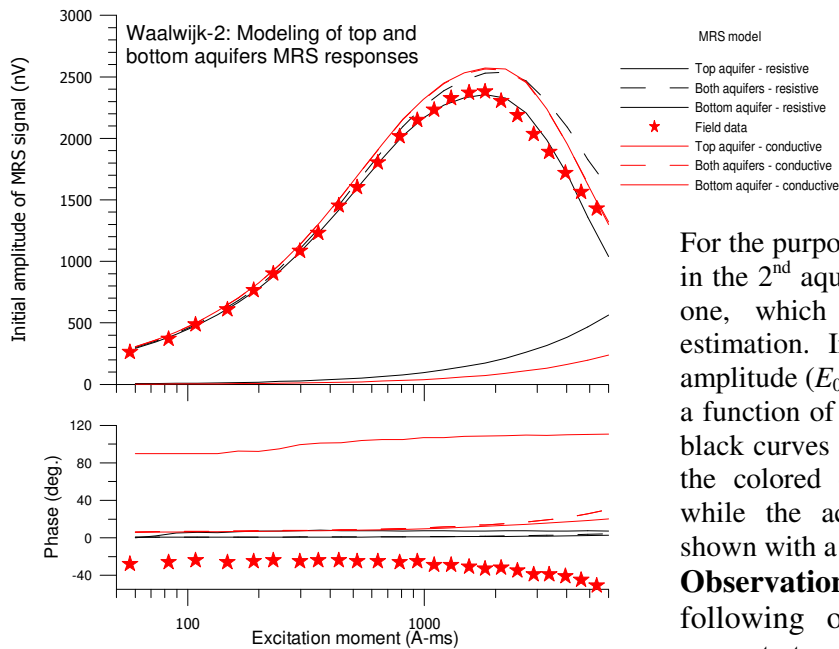 Waalwijk-2: Modeling of top and
bottom aquifers MRS responses
Initial amplitude of MRS signal (nV)
3000
2500
2000
1500
1000
500
0
Phase (deg.)
120
80
40
0
-40
100
1000
Excitation moment (A-ms)
MRS model
Top aquifer - resistive
Both aquifers - resistive
Bottom aquifer - resistive
Field data
Top aquifer - conductive
Both aquifers - conductive
Bottom aquifer - conductive
For the purpo
in the 2nd aqu
one, which
estimation. I
amplitude (E0
a function of
black curves
the colored
while the ac
shown with a
Observation
following o